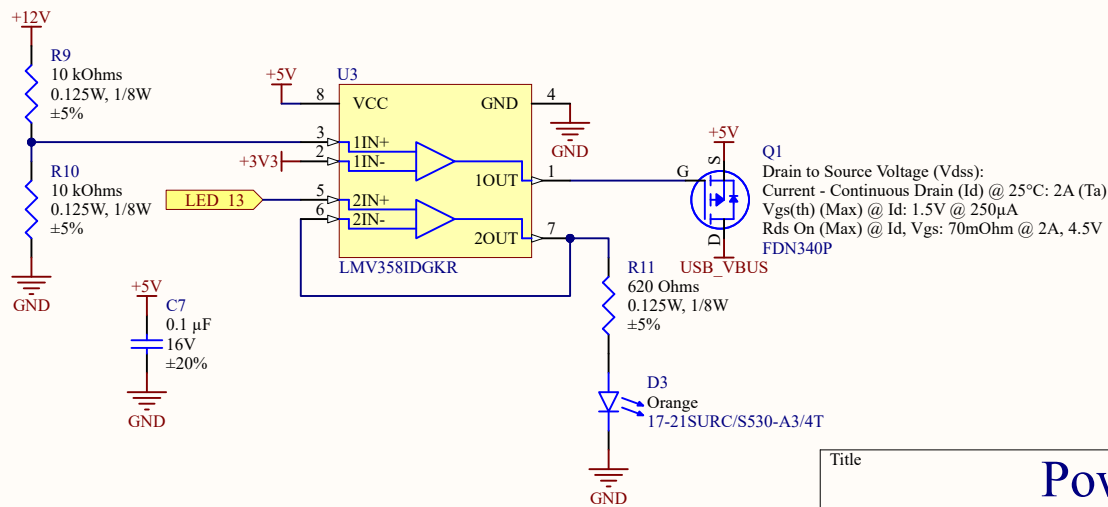 +12V
R9
10 kOhms
0.125W, 1/8W
±5%
R10
10 kOhms
0.125W, 1/8W
±5%
GND
+5V
C7
0.1 µF
16V
±20%
GND
+5V
U3
8 VCC GND 4
GND
3 1IN+
+3V3 2 1IN-
1OUT 1
LED_13 5 2IN+
6 2IN-
2OUT 7
LMV358IDGKR
+5V
G S D
Q1
Drain to Source Voltage (Vdss):
Current - Continuous Drain (Id) @ 25°C: 2A (Ta)
Vgs(th) (Max) @ Id: 1.5V @ 250µA
Rds On (Max) @ Id, Vgs: 70mOhm @ 2A, 4.5V
FDN340P
USB_VBUS
R11
620 Ohms
0.125W, 1/8W
±5%
D3
Orange
17-21SURC/S530-A3/4T
GND
Title